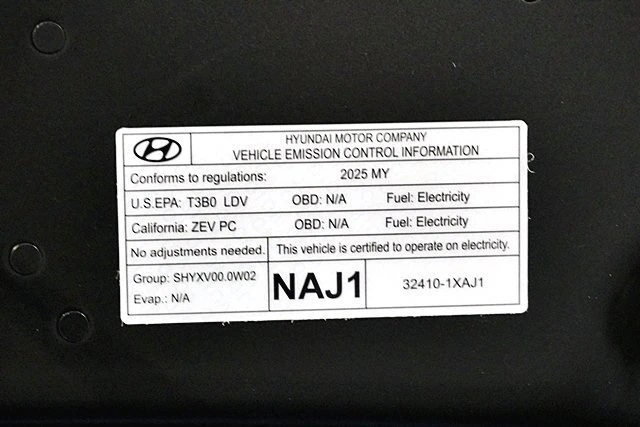 HYUNDAI MOTOR COMPANY
VEHICLE EMISSION CONTROL INFORMATION
Conforms to regulations: 2025 MY
U.S.EPA: T3B0 LDV OBD: N/A Fuel: Electricity
California: ZEV PC OBD: N/A Fuel: Electricity
No adjustments needed. This vehicle is certified to operate on electricity.
Group: SHYXV00.0W02
Evap.: N/A
NAJ1
32410-1XAJ1